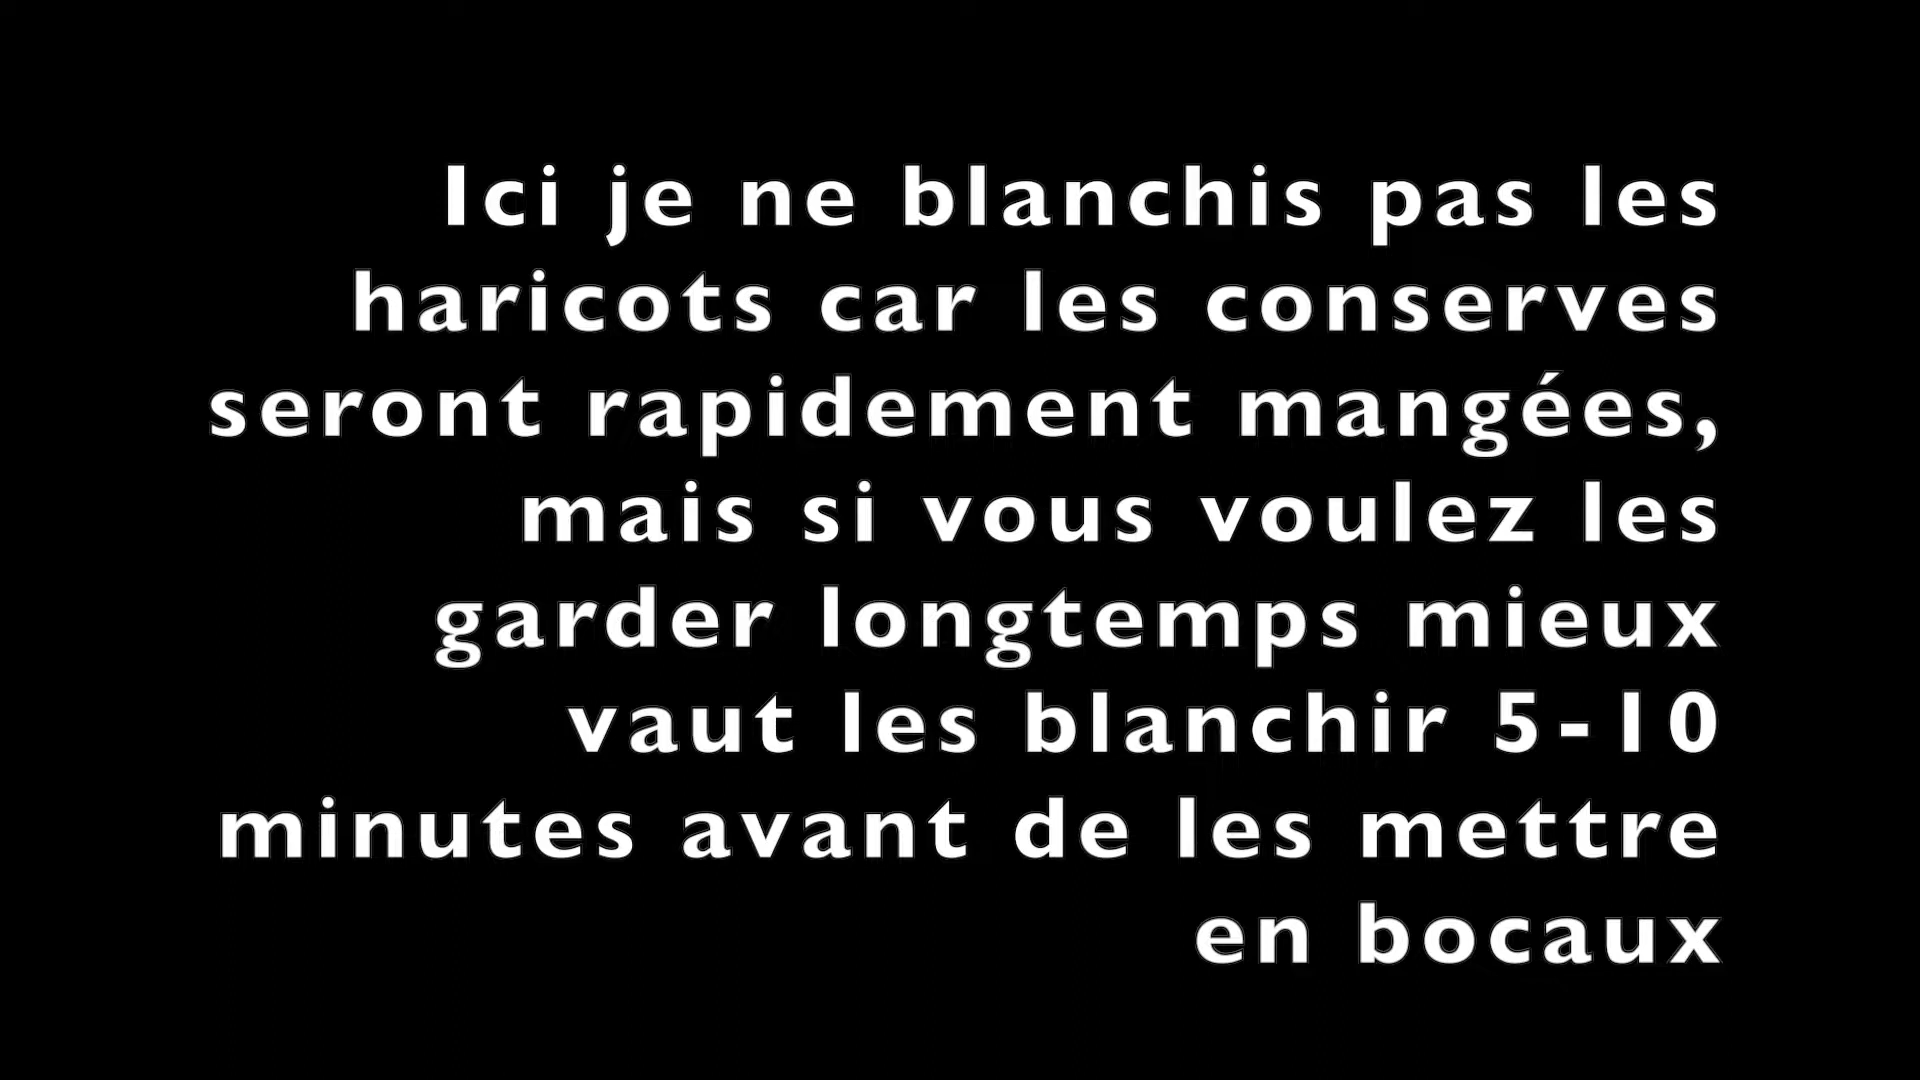 Ici je ne blanchis pas les
haricots car les conserves
seront rapidement mangées,
mais si vous voulez les
garder longtemps mieux
vaut les blanchir 5-10
minutes avant de les mettre
en bocaux